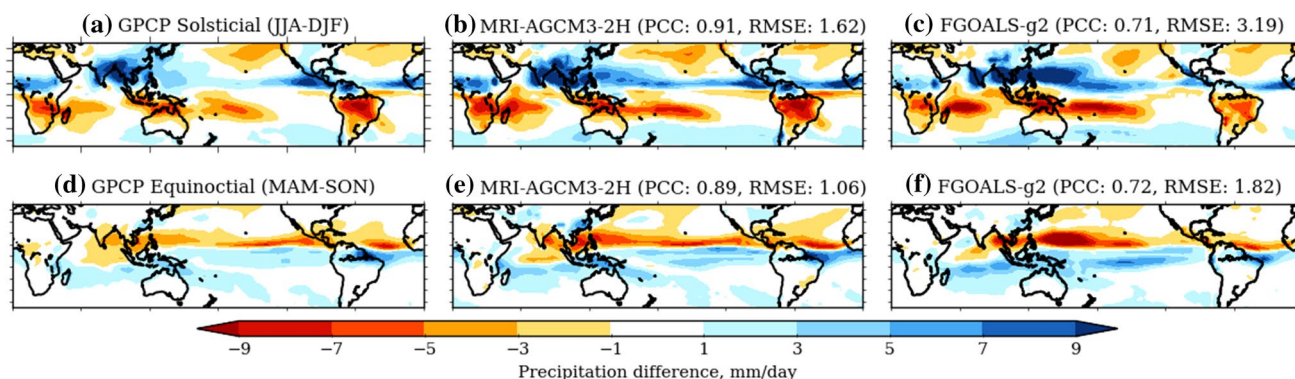 (a) GPCP Solsticial (JJA-DJF)
(b) MRI-AGCM3-2H (PCC: 0.91, RMSE: 1.62)
(c) FGOALS-g2 (PCC: 0.71, RMSE: 3.19)
(d) GPCP Equinoctial (MAM-SON)
(e) MRI-AGCM3-2H (PCC: 0.89, RMSE: 1.06)
(f) FGOALS-g2 (PCC: 0.72, RMSE: 1.82)
−9 −7 −5 −3 −1 1 3 5 7 9
Precipitation difference, mm/day